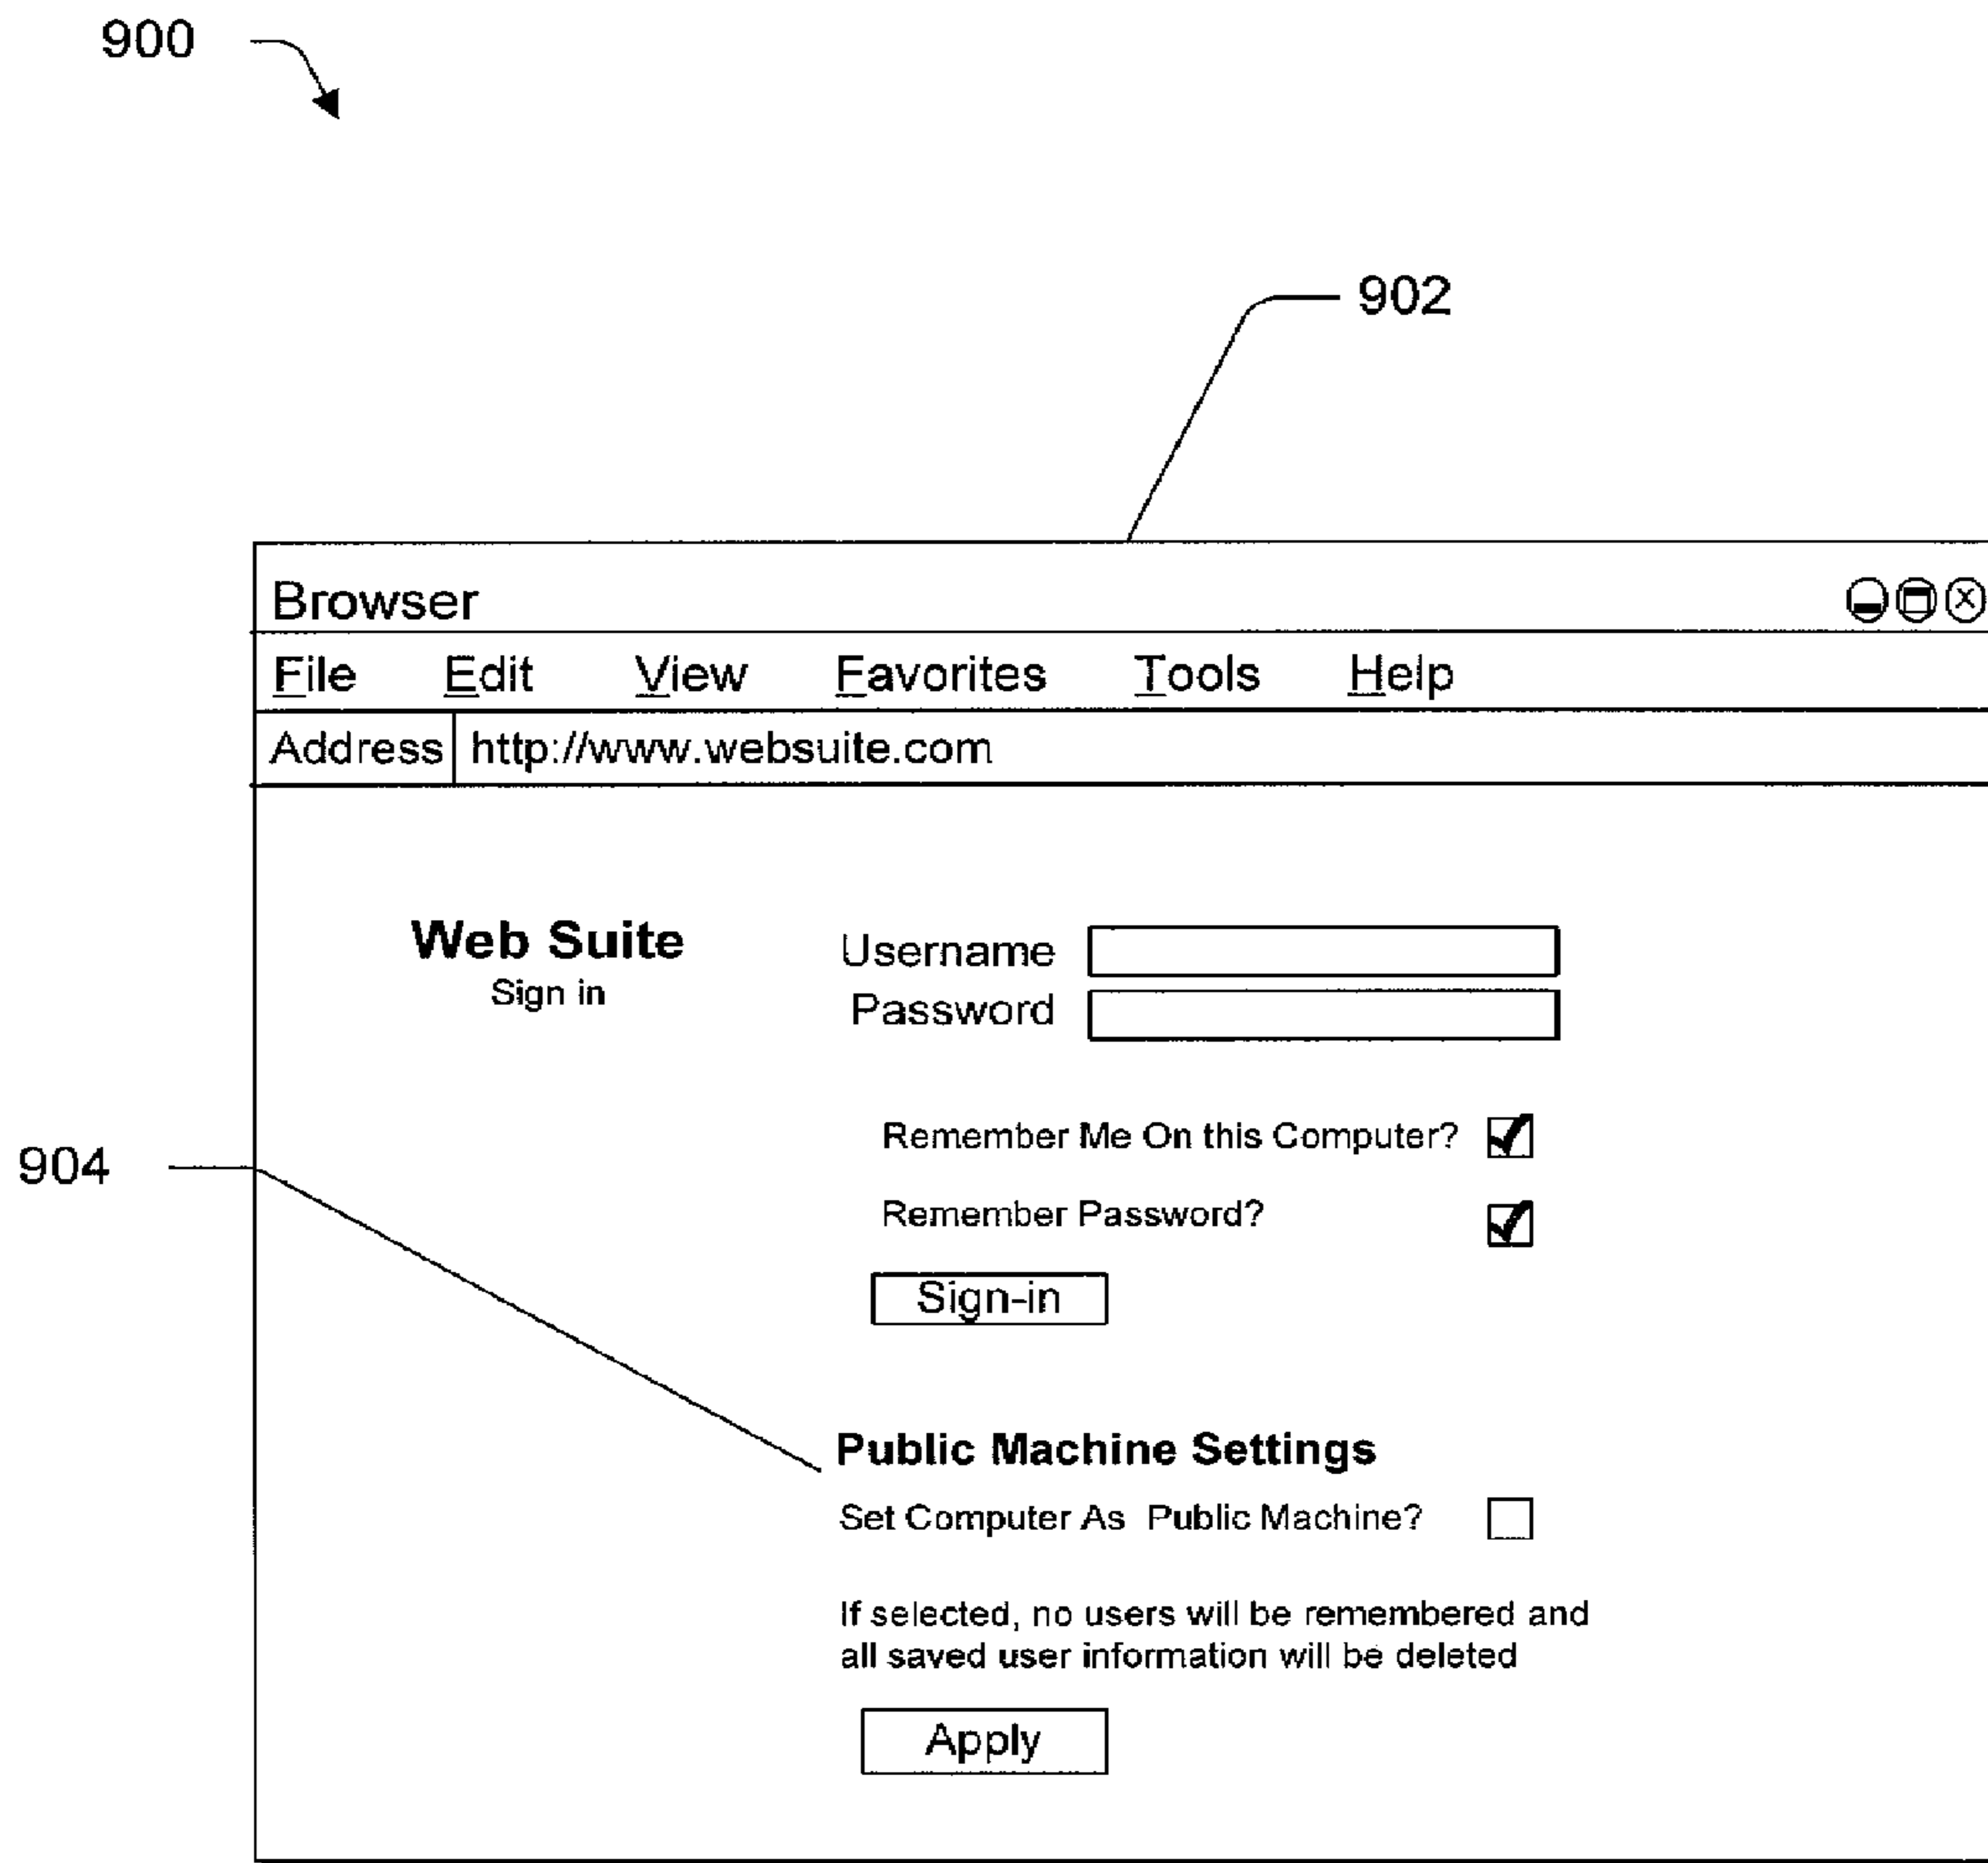 900
902
Browser
File Edit View Favorites Tools Help
Address http://www.websuite.com
Web Suite
Sign in
Username
Password
904
Remember Me On this Computer?
Remember Password?
Sign-in
Public Machine Settings
Set Computer As Public Machine?
If selected, no users will be remembered and
all saved user information will be deleted
Apply